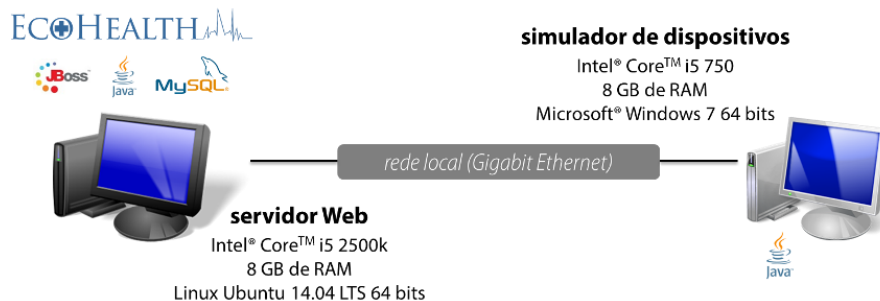 ECOHEALTH
JBoss
Java
MySQL
servidor Web
Intel® Core™ i5 2500k
8 GB de RAM
Linux Ubuntu 14.04 LTS 64 bits
rede local (Gigabit Ethernet)
simulador de dispositivos
Intel® Core™ i5 750
8 GB de RAM
Microsoft® Windows 7 64 bits
Java